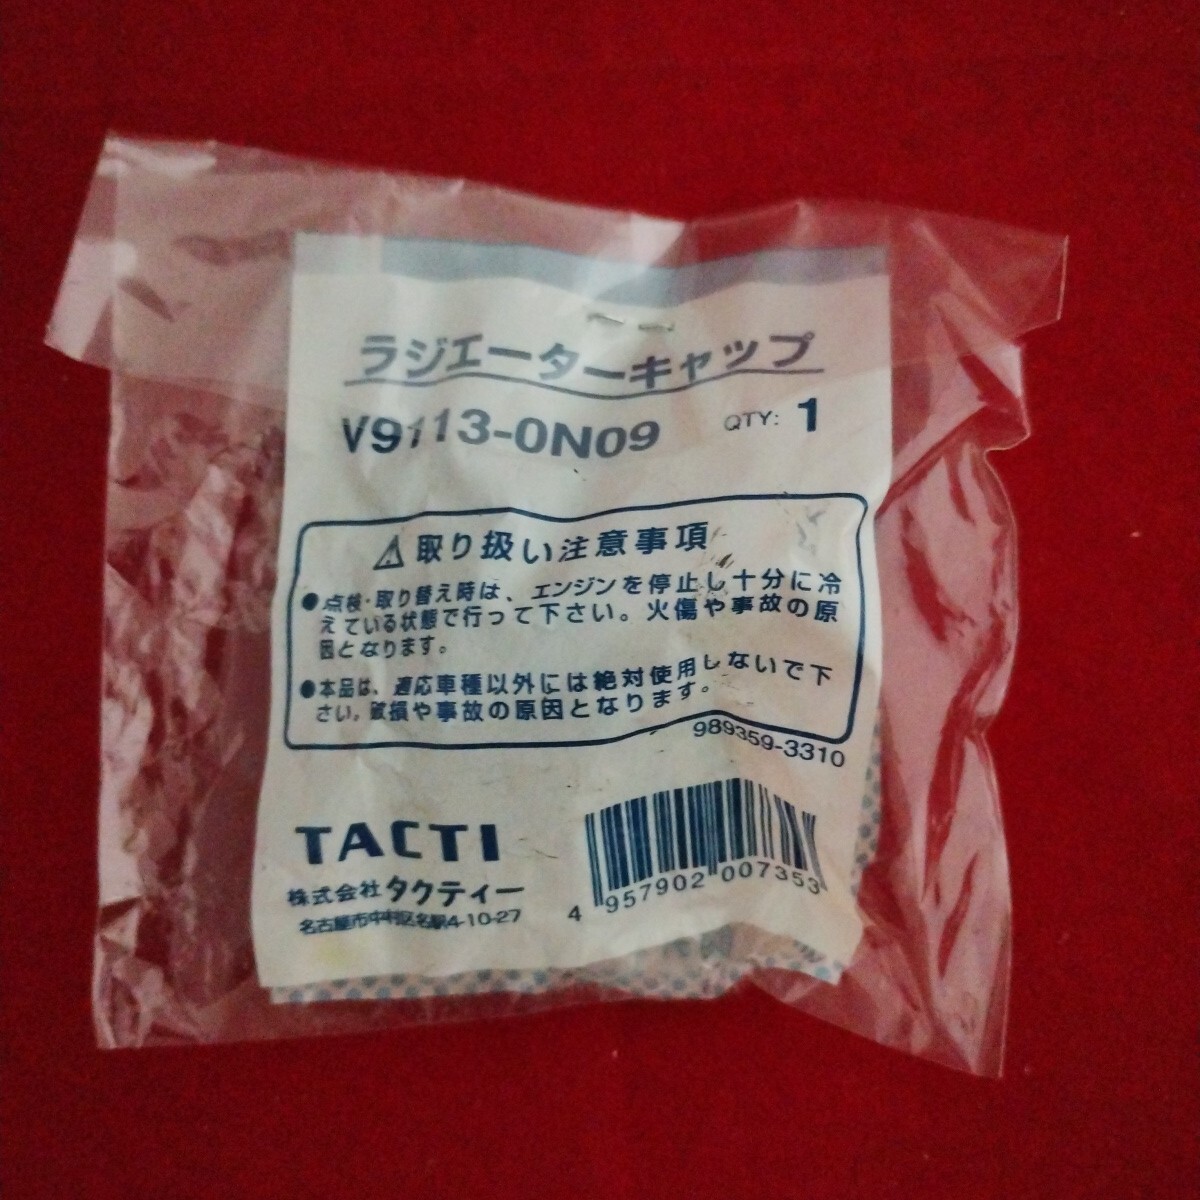 ラジエーターキャップ
V9113-0N09 QTY: 1
⚠取り扱い注意事項
●点検・取り替え時は、エンジンを停止し十分に冷
えている状態で行って下さい。火傷や事故の原
因となります。
●本品は、適応車種以外には絶対使用しないで下
さい。破損や事故の原因となります。
989359-3310
TACTI
株式会社タクティー
名古屋市中村区名駅4-10-27
4 957902 007353